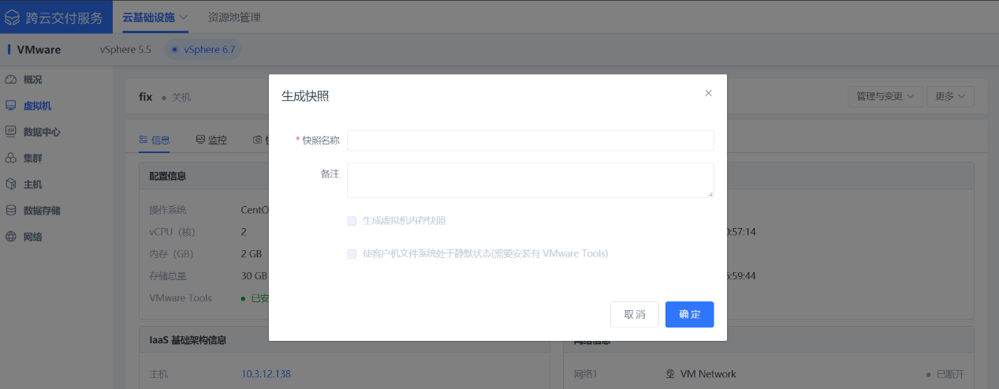 跨云交付服务 云基础设施 资源池管理
VMware vSphere 5.5 vSphere 6.7
概况
虚拟机
数据中心
集群
主机
数据存储
网络
fix 关机 管理与变更 更多
信息 监控
配置信息
操作系统
vCPU（核） 2 0:57:14
内存（GB） 2 GB
存储总量 30 GB 5:59:44
VMware Tools 已安
生成快照
* 快照名称
备注
生成虚拟机内存快照
使客户机文件系统处于静默状态(需要安装有 VMware Tools)
取消 确定
IaaS 基础架构信息 网络信息
主机 10.3.12.138 网络1 VM Network 已断开